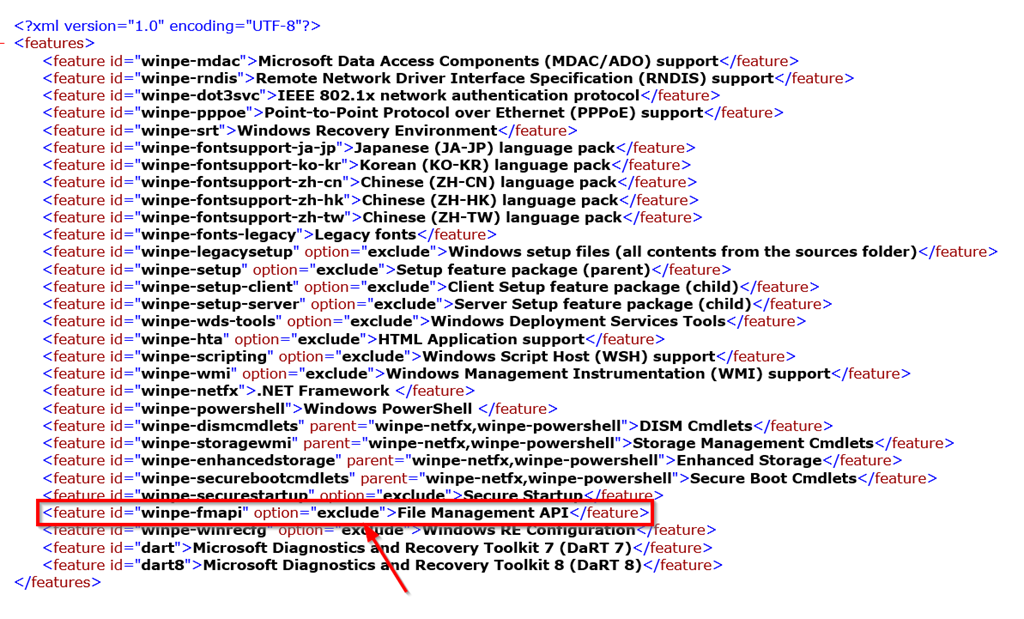 <?xml version="1.0" encoding="UTF-8"?>
- <features>
<feature id="winpe-mdac">Microsoft Data Access Components (MDAC/ADO) support</feature>
<feature id="winpe-rndis">Remote Network Driver Interface Specification (RNDIS) support</feature>
<feature id="winpe-dot3svc">IEEE 802.1x network authentication protocol</feature>
<feature id="winpe-pppoe">Point-to-Point Protocol over Ethernet (PPPoE) support</feature>
<feature id="winpe-srt">Windows Recovery Environment</feature>
<feature id="winpe-fontsupport-ja-jp">Japanese (JA-JP) language pack</feature>
<feature id="winpe-fontsupport-ko-kr">Korean (KO-KR) language pack</feature>
<feature id="winpe-fontsupport-zh-cn">Chinese (ZH-CN) language pack</feature>
<feature id="winpe-fontsupport-zh-hk">Chinese (ZH-HK) language pack</feature>
<feature id="winpe-fontsupport-zh-tw">Chinese (ZH-TW) language pack</feature>
<feature id="winpe-fonts-legacy">Legacy fonts</feature>
<feature id="winpe-legacysetup" option="exclude">Windows setup files (all contents from the sources folder)</feature>
<feature id="winpe-setup" option="exclude">Setup feature package (parent)</feature>
<feature id="winpe-setup-client" option="exclude">Client Setup feature package (child)</feature>
<feature id="winpe-setup-server" option="exclude">Server Setup feature package (child)</feature>
<feature id="winpe-wds-tools" option="exclude">Windows Deployment Services Tools</feature>
<feature id="winpe-hta" option="exclude">HTML Application support</feature>
<feature id="winpe-scripting" option="exclude">Windows Script Host (WSH) support</feature>
<feature id="winpe-wmi" option="exclude">Windows Management Instrumentation (WMI) support</feature>
<feature id="winpe-netfx">.NET Framework </feature>
<feature id="winpe-powershell">Windows PowerShell </feature>
<feature id="winpe-dismcmdlets" parent="winpe-netfx,winpe-powershell">DISM Cmdlets</feature>
<feature id="winpe-storagewmi" parent="winpe-netfx,winpe-powershell">Storage Management Cmdlets</feature>
<feature id="winpe-enhancedstorage" parent="winpe-netfx,winpe-powershell">Enhanced Storage</feature>
<feature id="winpe-securebootcmdlets" parent="winpe-netfx,winpe-powershell">Secure Boot Cmdlets</feature>
<feature id="winpe-securestartup" option="exclude">Secure Startup</feature>
<feature id="winpe-fmapi" option="exclude">File Management API</feature>
<feature id="winpe-winrecfg" option="exclude">Windows RE Configuration</feature>
<feature id="dart">Microsoft Diagnostics and Recovery Toolkit 7 (DaRT 7)</feature>
<feature id="dart8">Microsoft Diagnostics and Recovery Toolkit 8 (DaRT 8)</feature>
</features>